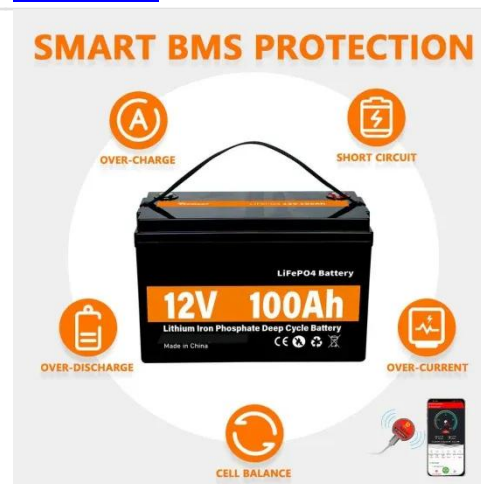 SMART BMS PROTECTION
OVER-CHARGE
SHORT CIRCUIT
LiFePO4 Battery
12V 100Ah
Lithium Iron Phosphate Deep Cycle Battery
Made in China
CE
OVER-DISCHARGE
OVER-CURRENT
CELL BALANCE